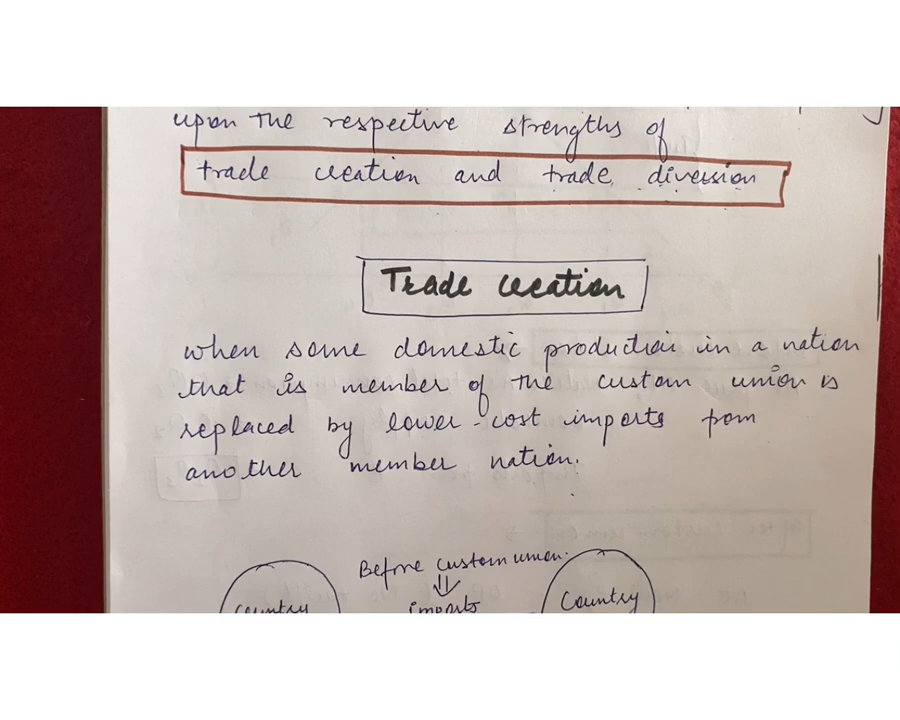 upon the respective strengths of
trade creation and trade diversion
Trade creation
when some domestic production in a nation
that is member of the custom union is
replaced by lower-cost imports from
another member nation.
Before custom union.
country
imports
Country